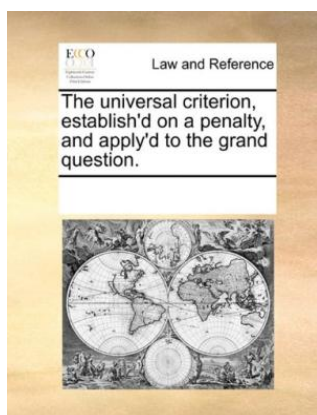 ECCO
Law and Reference
The universal criterion,
establish'd on a penalty,
and apply'd to the grand
question.